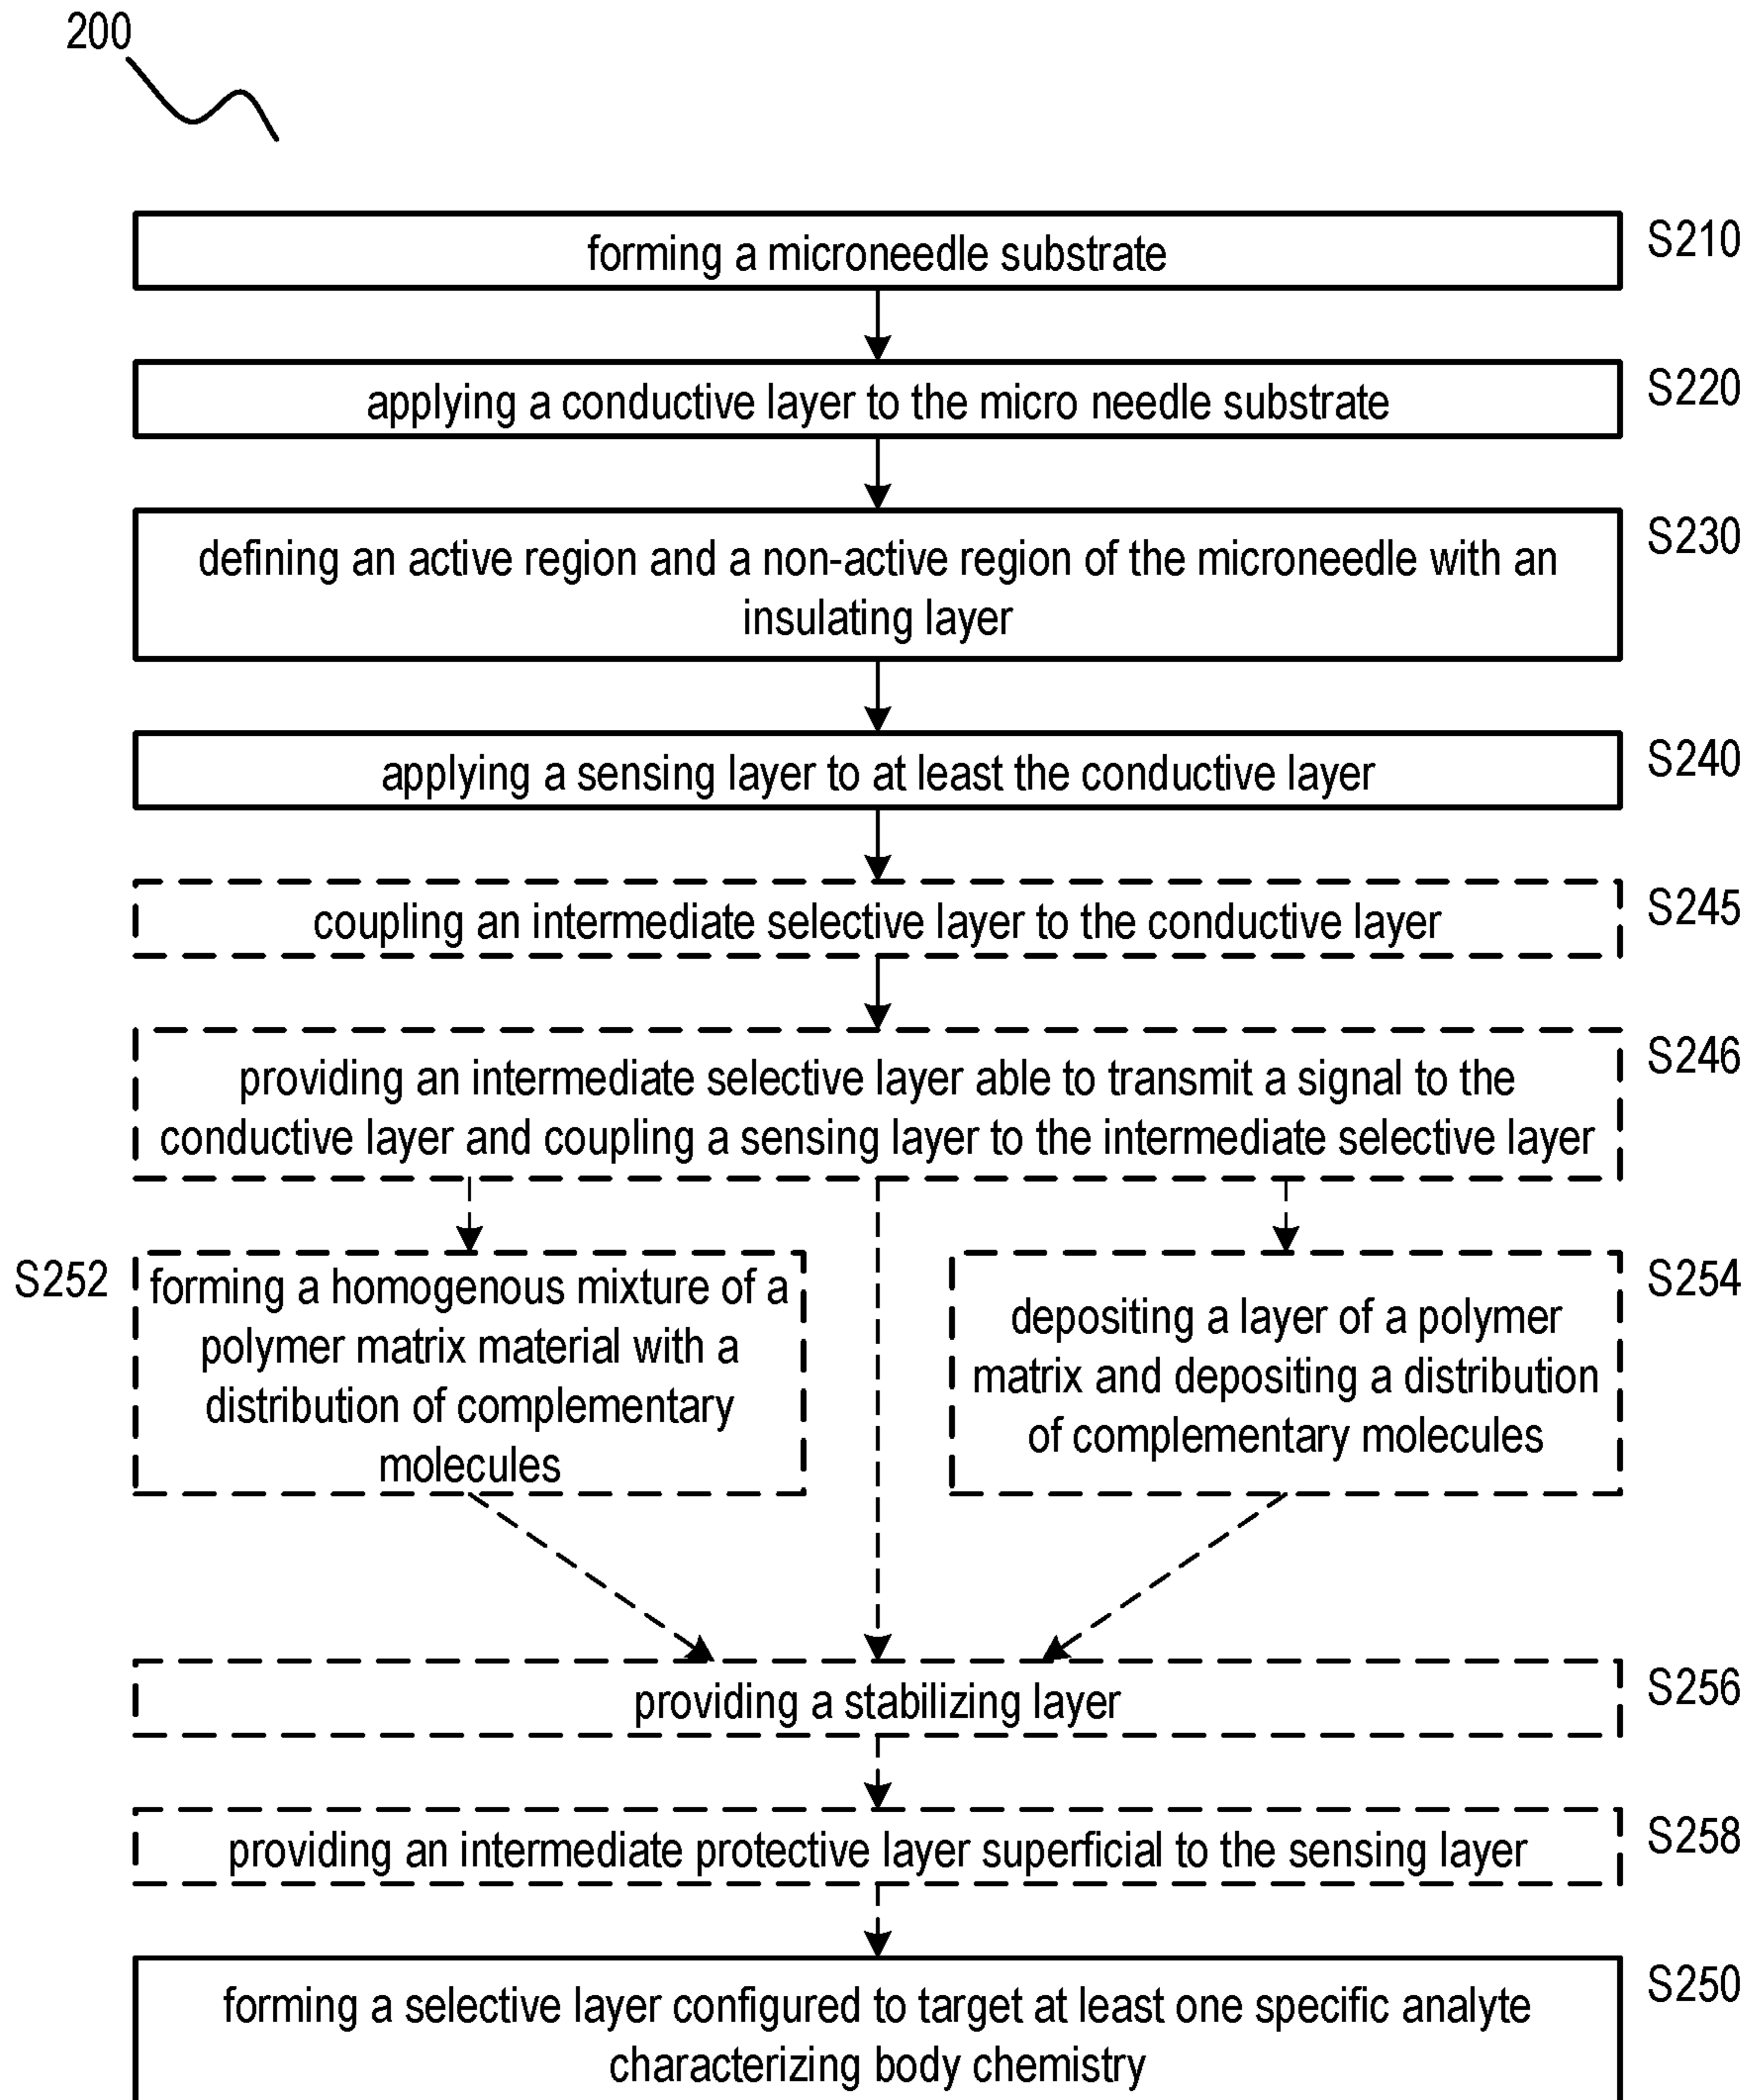 200
forming a microneedle substrate
S210
applying a conductive layer to the micro needle substrate
S220
defining an active region and a non-active region of the microneedle with an
insulating layer
S230
applying a sensing layer to at least the conductive layer
S240
coupling an intermediate selective layer to the conductive layer
S245
providing an intermediate selective layer able to transmit a signal to the
conductive layer and coupling a sensing layer to the intermediate selective layer
S246
S252
forming a homogenous mixture of a
polymer matrix material with a
distribution of complementary
molecules
depositing a layer of a polymer
matrix and depositing a distribution
of complementary molecules
S254
providing a stabilizing layer
S256
providing an intermediate protective layer superficial to the sensing layer
S258
forming a selective layer configured to target at least one specific analyte
characterizing body chemistry
S250